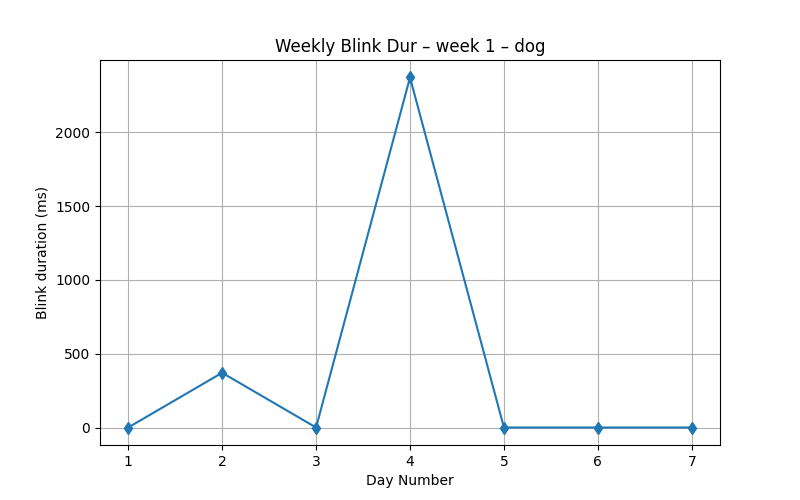 Weekly Blink Dur – week 1 – dog
Blink duration (ms)
2000
1500
1000
500
0
1 2 3 4 5 6 7
Day Number